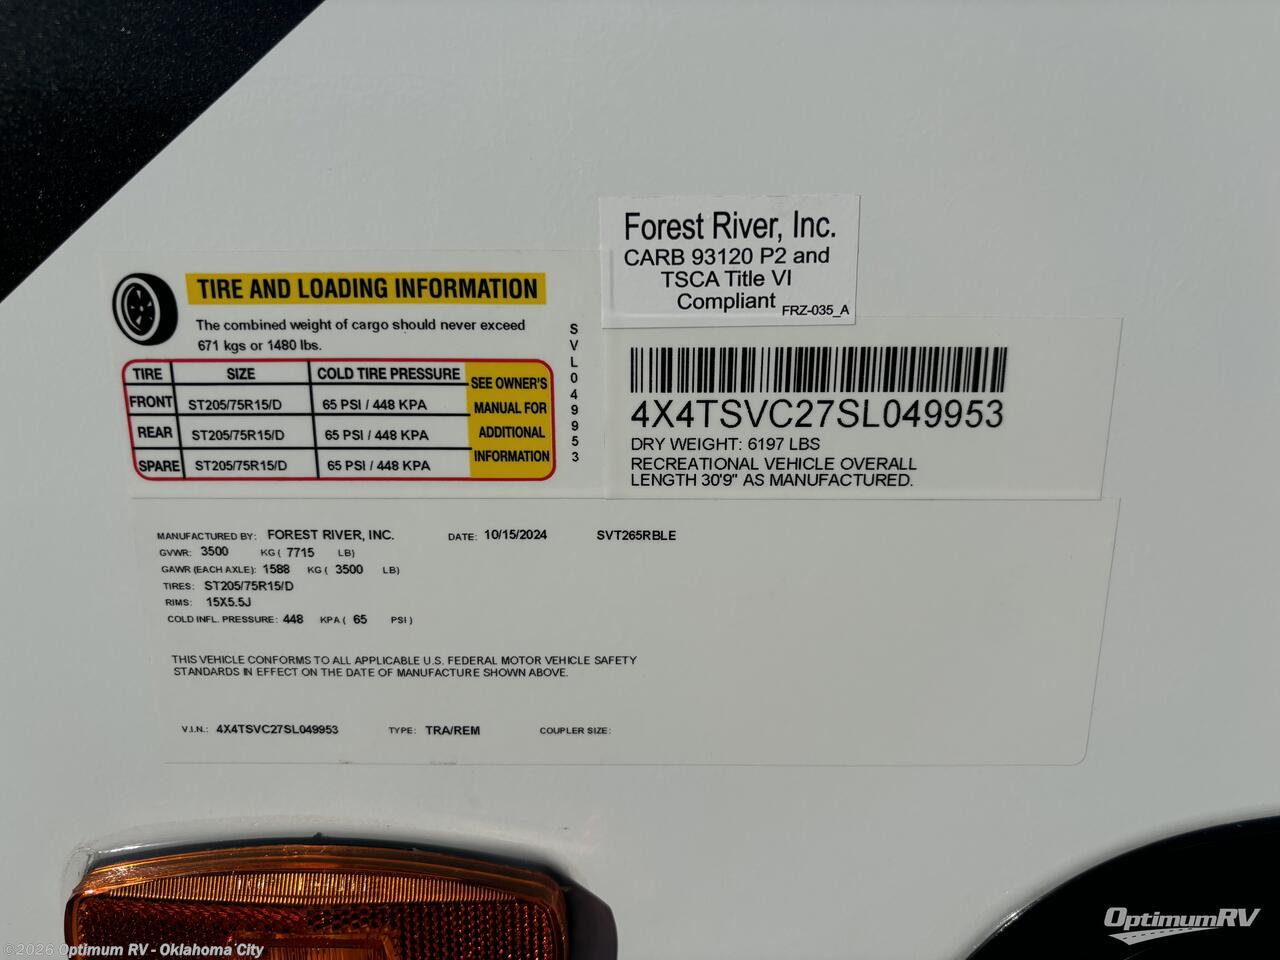 Forest River, Inc.
CARB 93120 P2 and
TSCA Title VI
Compliant FRZ-035_A
TIRE AND LOADING INFORMATION
The combined weight of cargo should never exceed
671 kgs or 1480 lbs.
TIRE SIZE COLD TIRE PRESSURE
FRONT ST205/75R15/D 65 PSI / 448 KPA
REAR ST205/75R15/D 65 PSI / 448 KPA
SPARE ST205/75R15/D 65 PSI / 448 KPA
SEE OWNER'S
MANUAL FOR
ADDITIONAL
INFORMATION
SVL049953
4X4TSVC27SL049953
DRY WEIGHT: 6197 LBS
RECREATIONAL VEHICLE OVERALL
LENGTH 30'9" AS MANUFACTURED.
MANUFACTURED BY: FOREST RIVER, INC. DATE: 10/15/2024 SVT265RBLE
GVWR: 3500 KG ( 7715 LB)
GAWR (EACH AXLE): 1588 KG ( 3500 LB)
TIRES: ST205/75R15/D
RIMS: 15X5.5J
COLD INFL. PRESSURE: 448 KPA ( 65 PSI )
THIS VEHICLE CONFORMS TO ALL APPLICABLE U.S. FEDERAL MOTOR VEHICLE SAFETY
STANDARDS IN EFFECT ON THE DATE OF MANUFACTURE SHOWN ABOVE.
V.I.N.: 4X4TSVC27SL049953 TYPE: TRA/REM COUPLER SIZE:
OptimumRV
©2026 Optimum RV - Oklahoma City